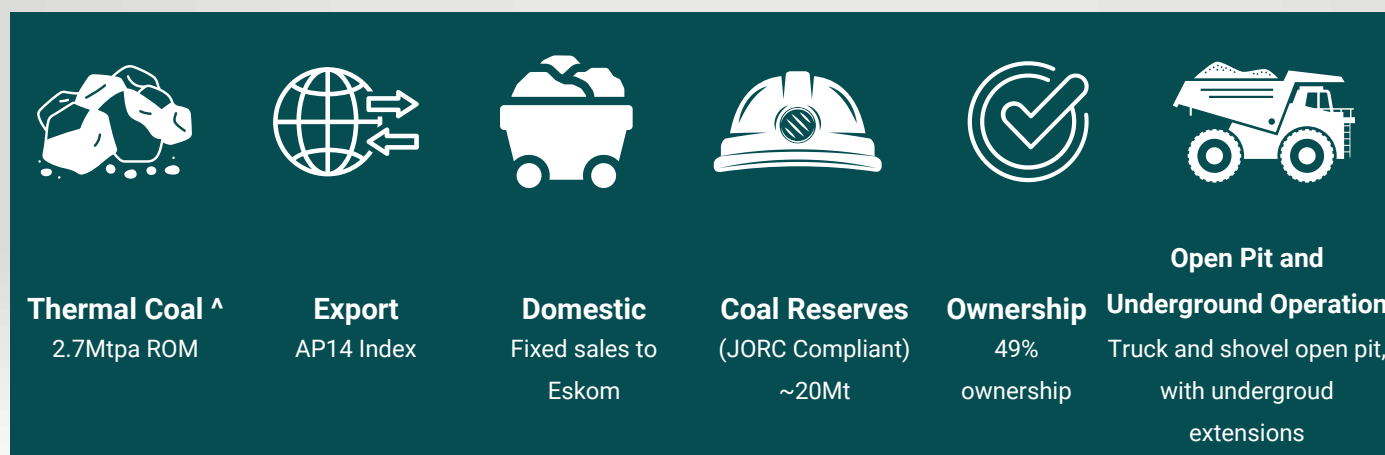 Thermal Coal ^
2.7Mtpa ROM
Export
AP14 Index
Domestic
Fixed sales to
Eskom
Coal Reserves
(JORC Compliant)
~20Mt
Ownership
49%
ownership
Open Pit and
Underground Operation
Truck and shovel open pit,
with undergroud
extensions